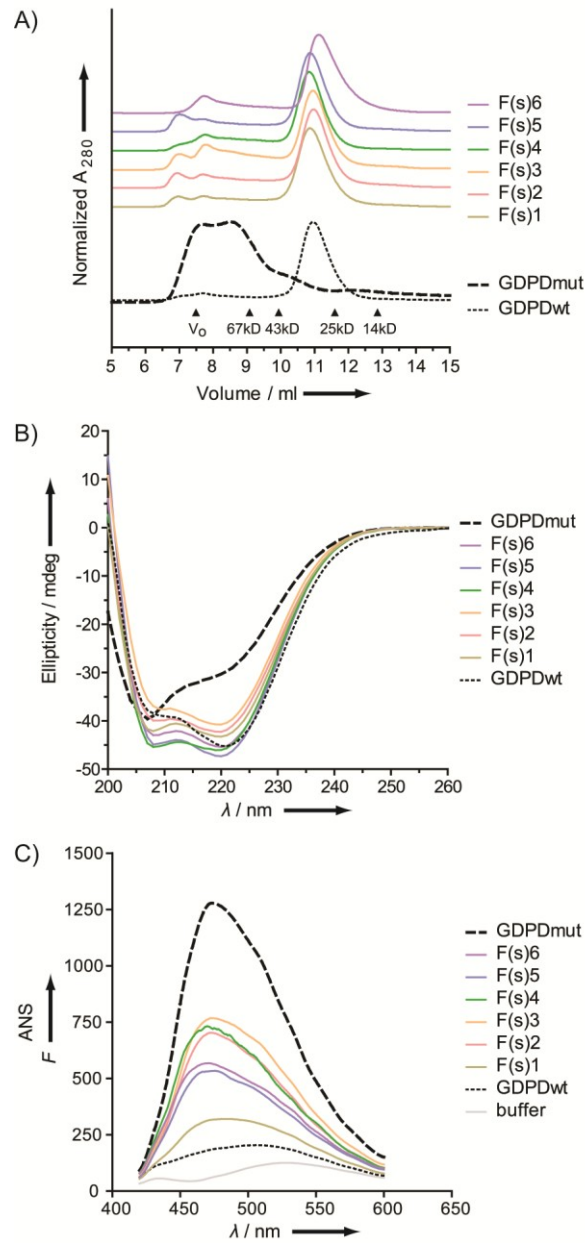 A)
Normalized A280
F(s)6
F(s)5
F(s)4
F(s)3
F(s)2
F(s)1
GDPDmut
GDPDwt
Vo 67kD 43kD 25kD 14kD
5 6 7 8 9 10 11 12 13 14 15
Volume / ml
B)
Ellipticity / mdeg
20
15
10
5
0
-10
-20
-30
-40
-50
200 210 220 230 240 250 260
λ / nm
GDPDmut
F(s)6
F(s)5
F(s)4
F(s)3
F(s)2
F(s)1
GDPDwt
C)
ANS
F
1500
1250
1000
750
500
250
0
400 450 500 550 600 650
λ / nm
GDPDmut
F(s)6
F(s)5
F(s)4
F(s)3
F(s)2
F(s)1
GDPDwt
buffer